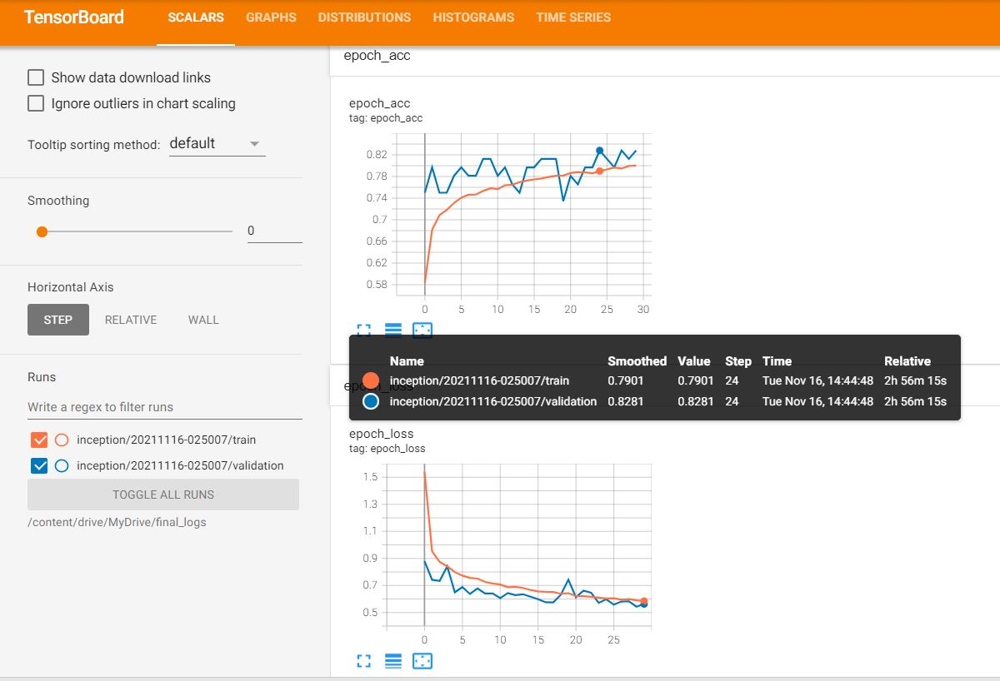 TensorBoard SCALARS GRAPHS DISTRIBUTIONS HISTOGRAMS TIME SERIES
Show data download links
Ignore outliers in chart scaling
Tooltip sorting method: default
Smoothing
0
Horizontal Axis
STEP RELATIVE WALL
Runs
Write a regex to filter runs
inception/20211116-025007/train
inception/20211116-025007/validation
TOGGLE ALL RUNS
/content/drive/MyDrive/final_logs
epoch_acc
epoch_acc
tag: epoch_acc
0.82
0.78
0.74
0.7
0.66
0.62
0.58
0 5 10 15 20 25 30
Name Smoothed Value Step Time Relative
inception/20211116-025007/train 0.7901 0.7901 24 Tue Nov 16, 14:44:48 2h 56m 15s
inception/20211116-025007/validation 0.8281 0.8281 24 Tue Nov 16, 14:44:48 2h 56m 15s
epoch_loss
epoch_loss
tag: epoch_loss
1.5
1.3
1.1
0.9
0.7
0.5
0 5 10 15 20 25